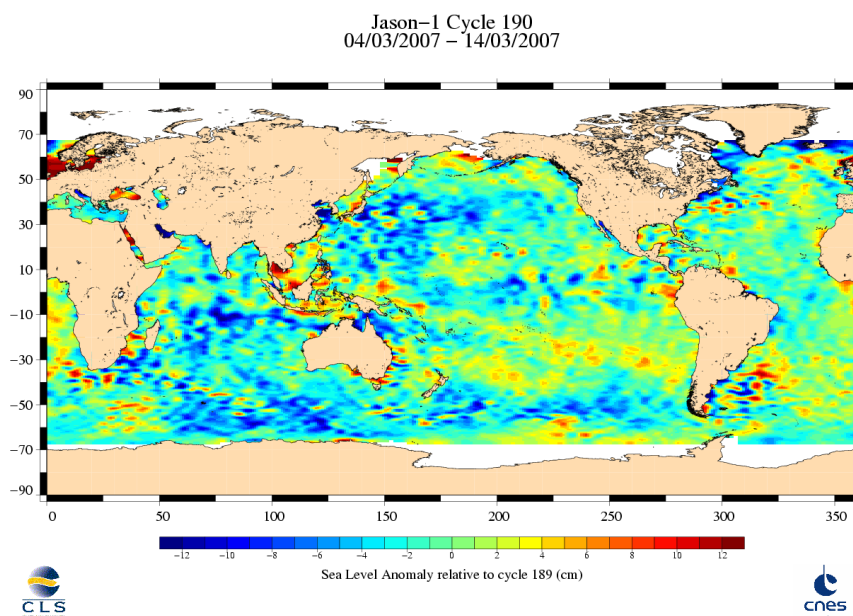 Jason−1 Cycle 190
04/03/2007 − 14/03/2007
90
70
50
30
10
−10
−30
−50
−70
−90
0 50 100 150 200 250 300 350
−12 −10 −8 −6 −4 −2 0 2 4 6 8 10 12
Sea Level Anomaly relative to cycle 189 (cm)
CLS
cnes